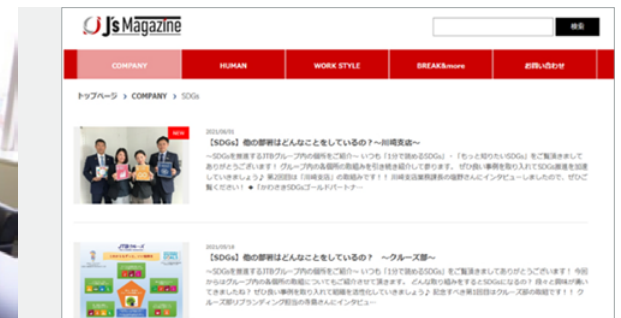 J's Magazine
検索
COMPANY HUMAN WORK STYLE BREAK&more お問い合わせ
トップページ > COMPANY > SDGs
NEW
2021/06/01
【SDGs】他の部署はどんなことをしているの？～川崎支店～
～SDGsを推進するJTBグループ内の個所をご紹介～ いつも「1分で読めるSDGs」・「もっと知りたいSDGs」をご覧頂きまして
ありがとうございます！ グループ内の各個所の取組みを引き続き紹介して参ります。 ぜひ良い事例を取り入れてSDGs推進を加速
していきましょう♪ 第2回目は「川崎支店」の取組みです！！ 川崎支店業務課長の塩野さんにインタビューしましたので、ぜひご
覧ください！ ◆「かわさきSDGsゴールドパートナ…
2021/05/18
【SDGs】他の部署はどんなことをしているの？ ～クルーズ部～
～SDGsを推進するJTBグループ内の個所をご紹介～ いつも「1分で読めるSDGs」をご覧頂きましてありがとうございます！ 今回
からはグループ内の取組についてもご紹介させて頂きます。 どんな取り組みをするとSDGsになるの？ 段々と興味が湧い
てきましたね？ ぜひ良い事例を取り入れて組織を活性化していきましょう♪ 記念すべき第1回目はクルーズ部の取組です！！ ク
ルーズ部リブランディング担当の寺島さんにインタビュ…
JTBクルーズ